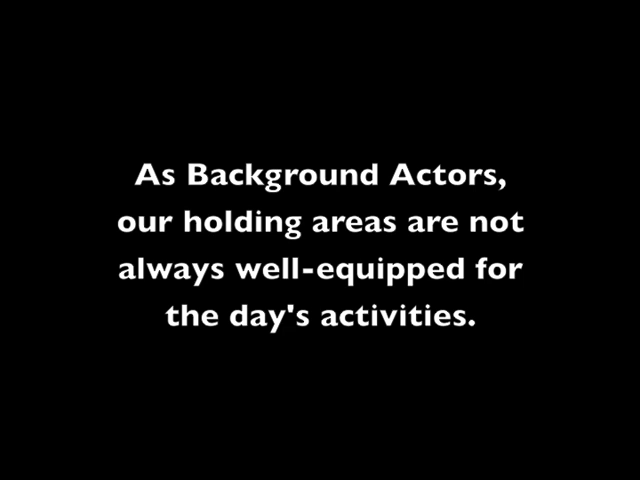 As Background Actors,
our holding areas are not
always well-equipped for
the day's activities.